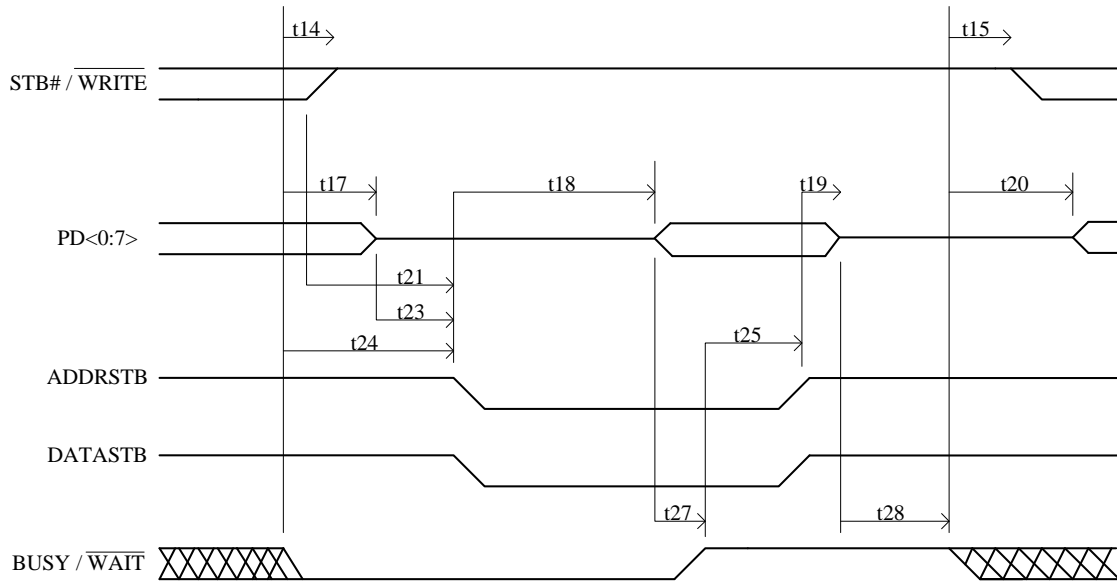 t14 t15
STB# / WRITE
t17 t18 t19 t20
PD<0:7>
t21
t23
t25
t24
ADDRSTB
DATASTB
t27 t28
BUSY / WAIT